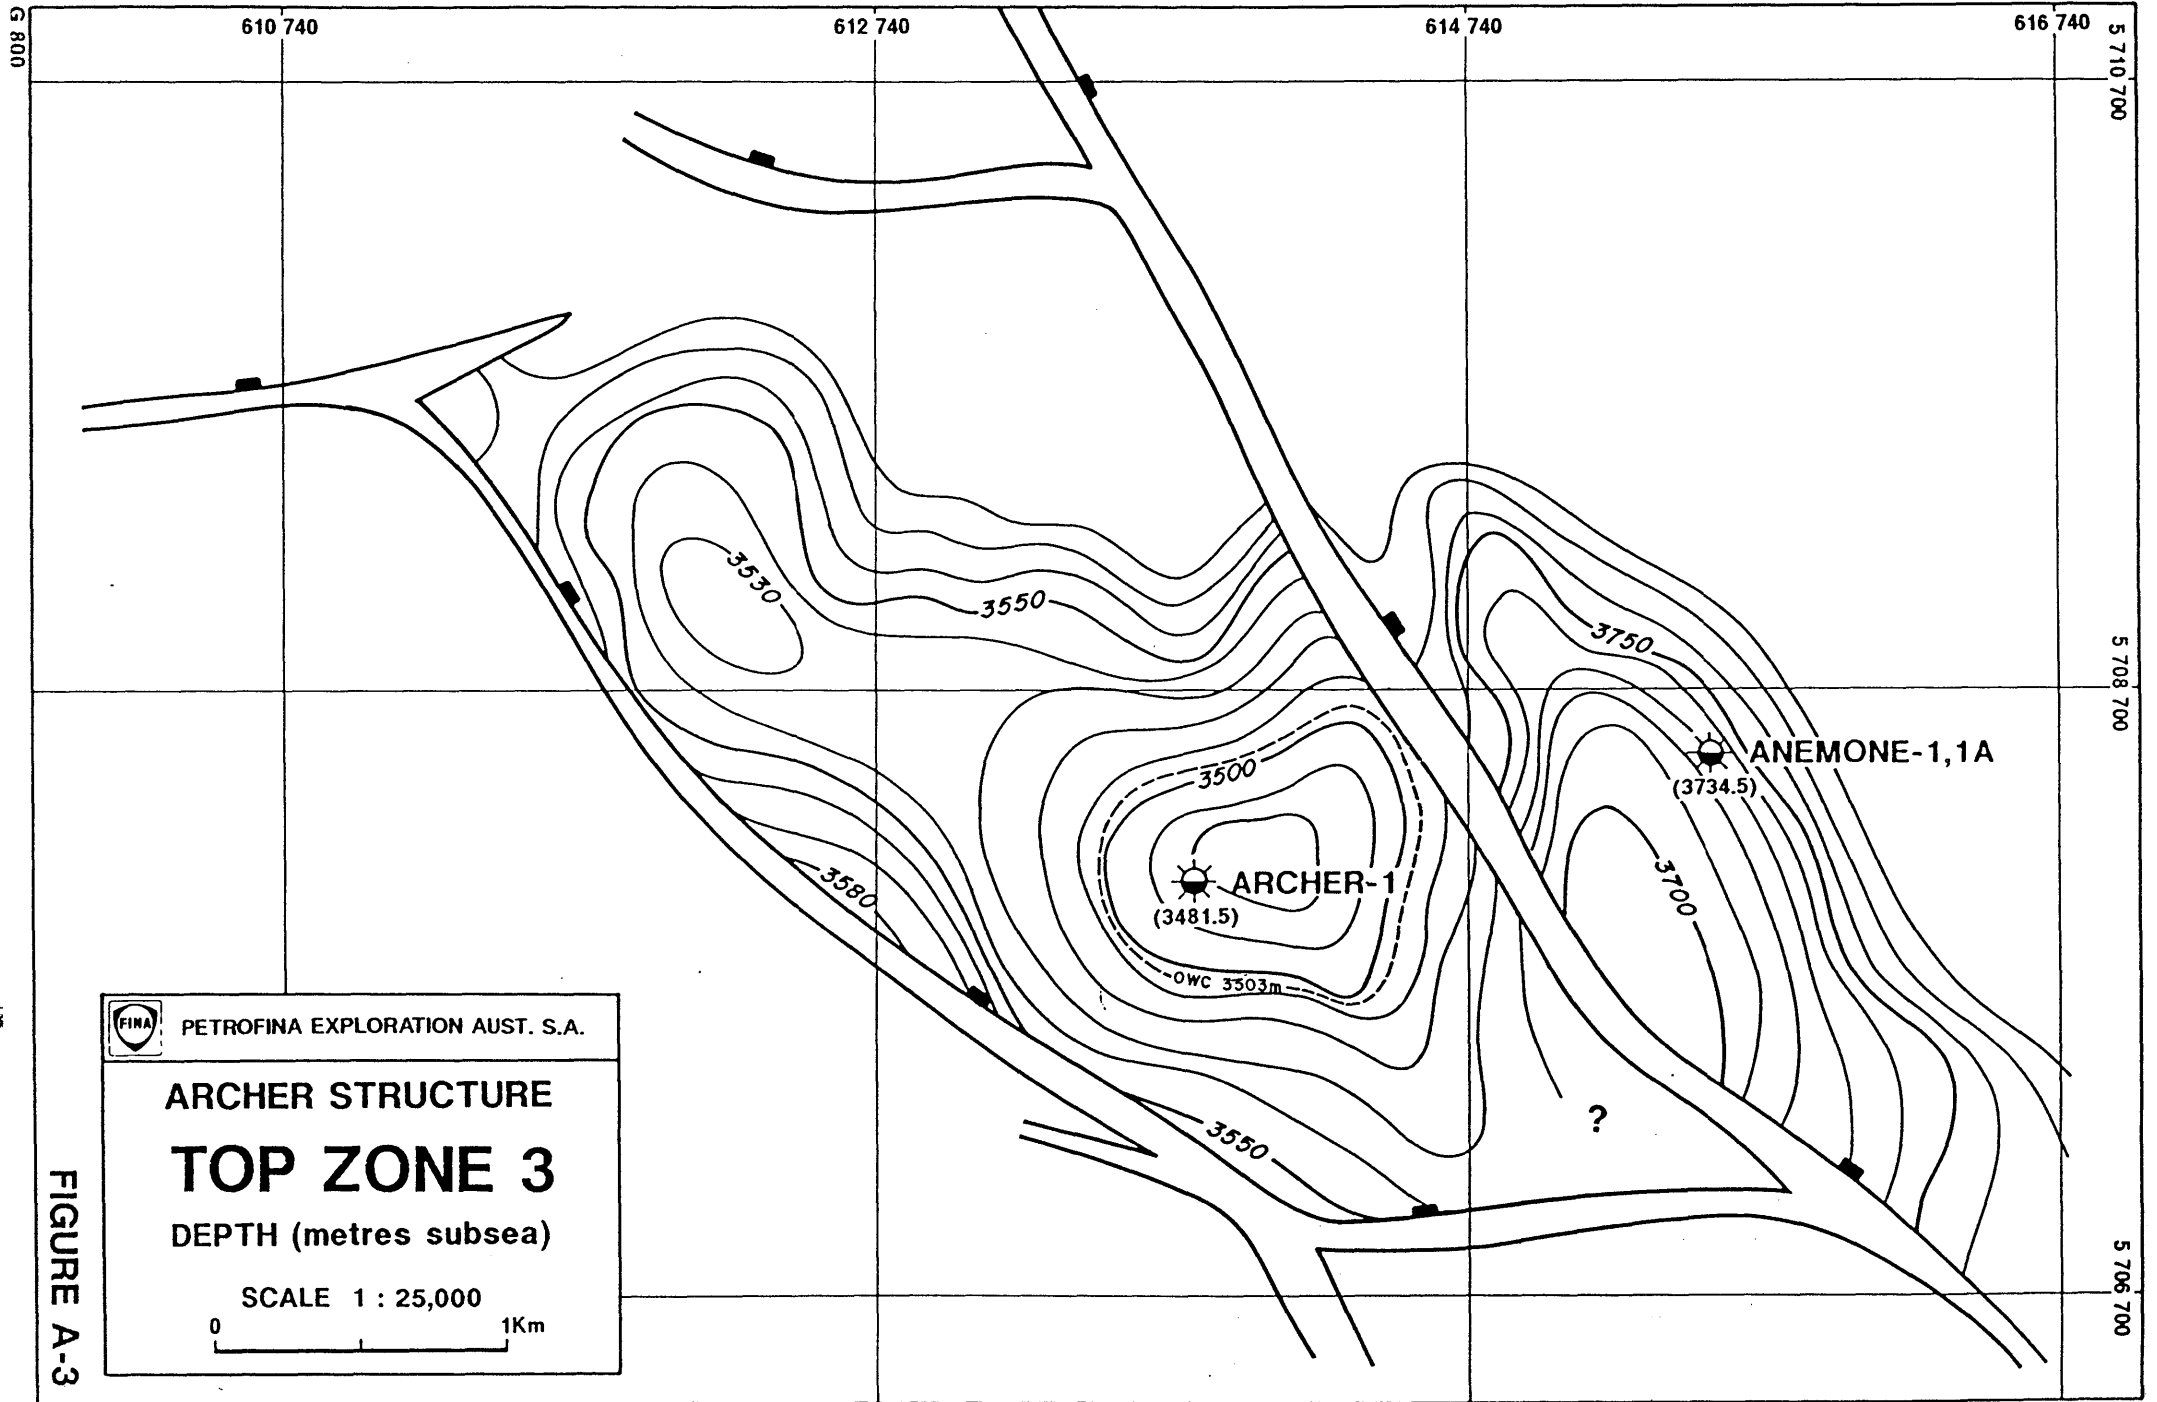 610 740
612 740
614 740
616 740
G 800
5 710 700
3530
3550
3750
5 708 700
3500
ANEMONE-1,1A
(3734.5)
ARCHER-1
(3481.5)
3580
3700
OWC 3503m
3550
?
5 706 700
FINA
PETROFINA EXPLORATION AUST. S.A.
ARCHER STRUCTURE
TOP ZONE 3
DEPTH (metres subsea)
SCALE 1 : 25,000
0 1Km
FIGURE A-3